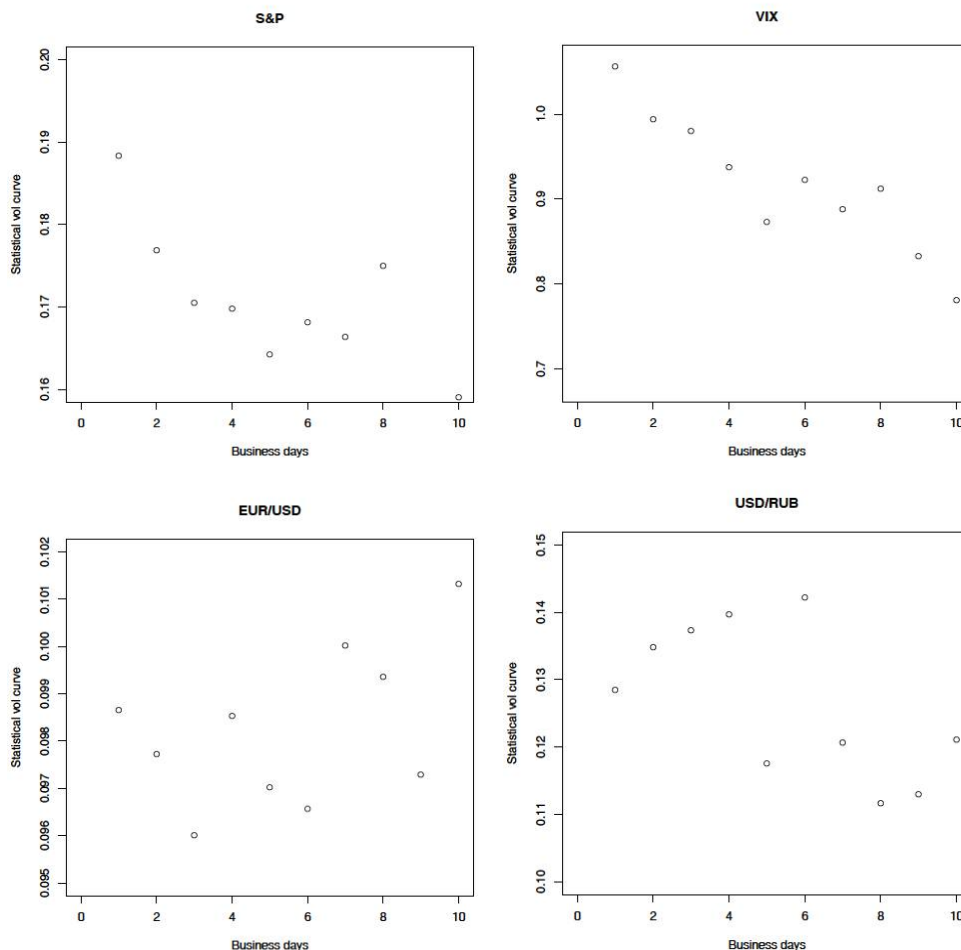 S&P
Statistical vol curve
0.20
0.19
0.18
0.17
0.16
0 2 4 6 8 10
Business days
VIX
Statistical vol curve
1.0
0.9
0.8
0.7
0 2 4 6 8 10
Business days
EUR/USD
Statistical vol curve
0.102
0.101
0.100
0.099
0.098
0.097
0.096
0.095
0 2 4 6 8 10
Business days
USD/RUB
Statistical vol curve
0.15
0.14
0.13
0.12
0.11
0.10
0 2 4 6 8 10
Business days